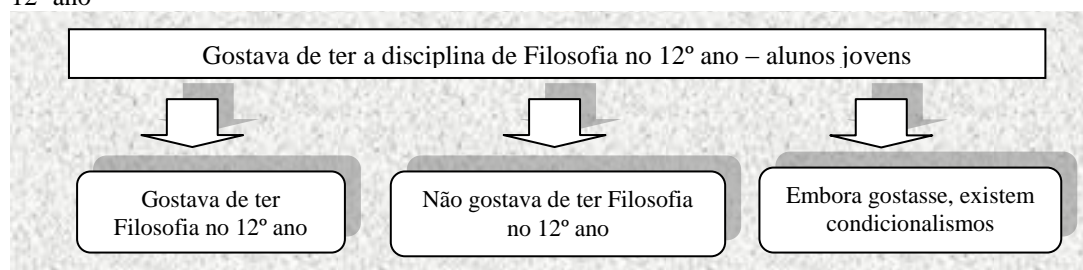 12º ano
Gostava de ter a disciplina de Filosofia no 12º ano – alunos jovens
Gostava de ter
Filosofia no 12º ano
Não gostava de ter Filosofia
no 12º ano
Embora gostasse, existem
condicionalismos